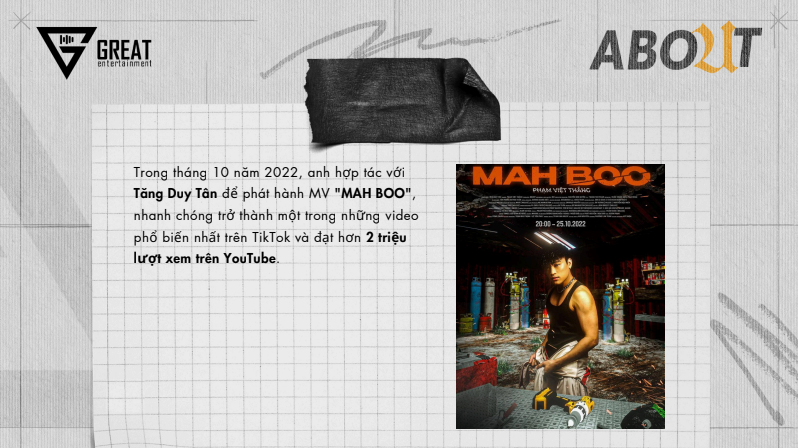 GREAT
entertainment
ABOUT
Trong tháng 10 năm 2022, anh hợp tác với
Tăng Duy Tân để phát hành MV "MAH BOO",
nhanh chóng trở thành một trong những video
phổ biến nhất trên TikTok và đạt hơn 2 triệu
lượt xem trên YouTube.
MAH BOO
PHẠM VIỆT THẮNG
20:00 - 25.10.2022